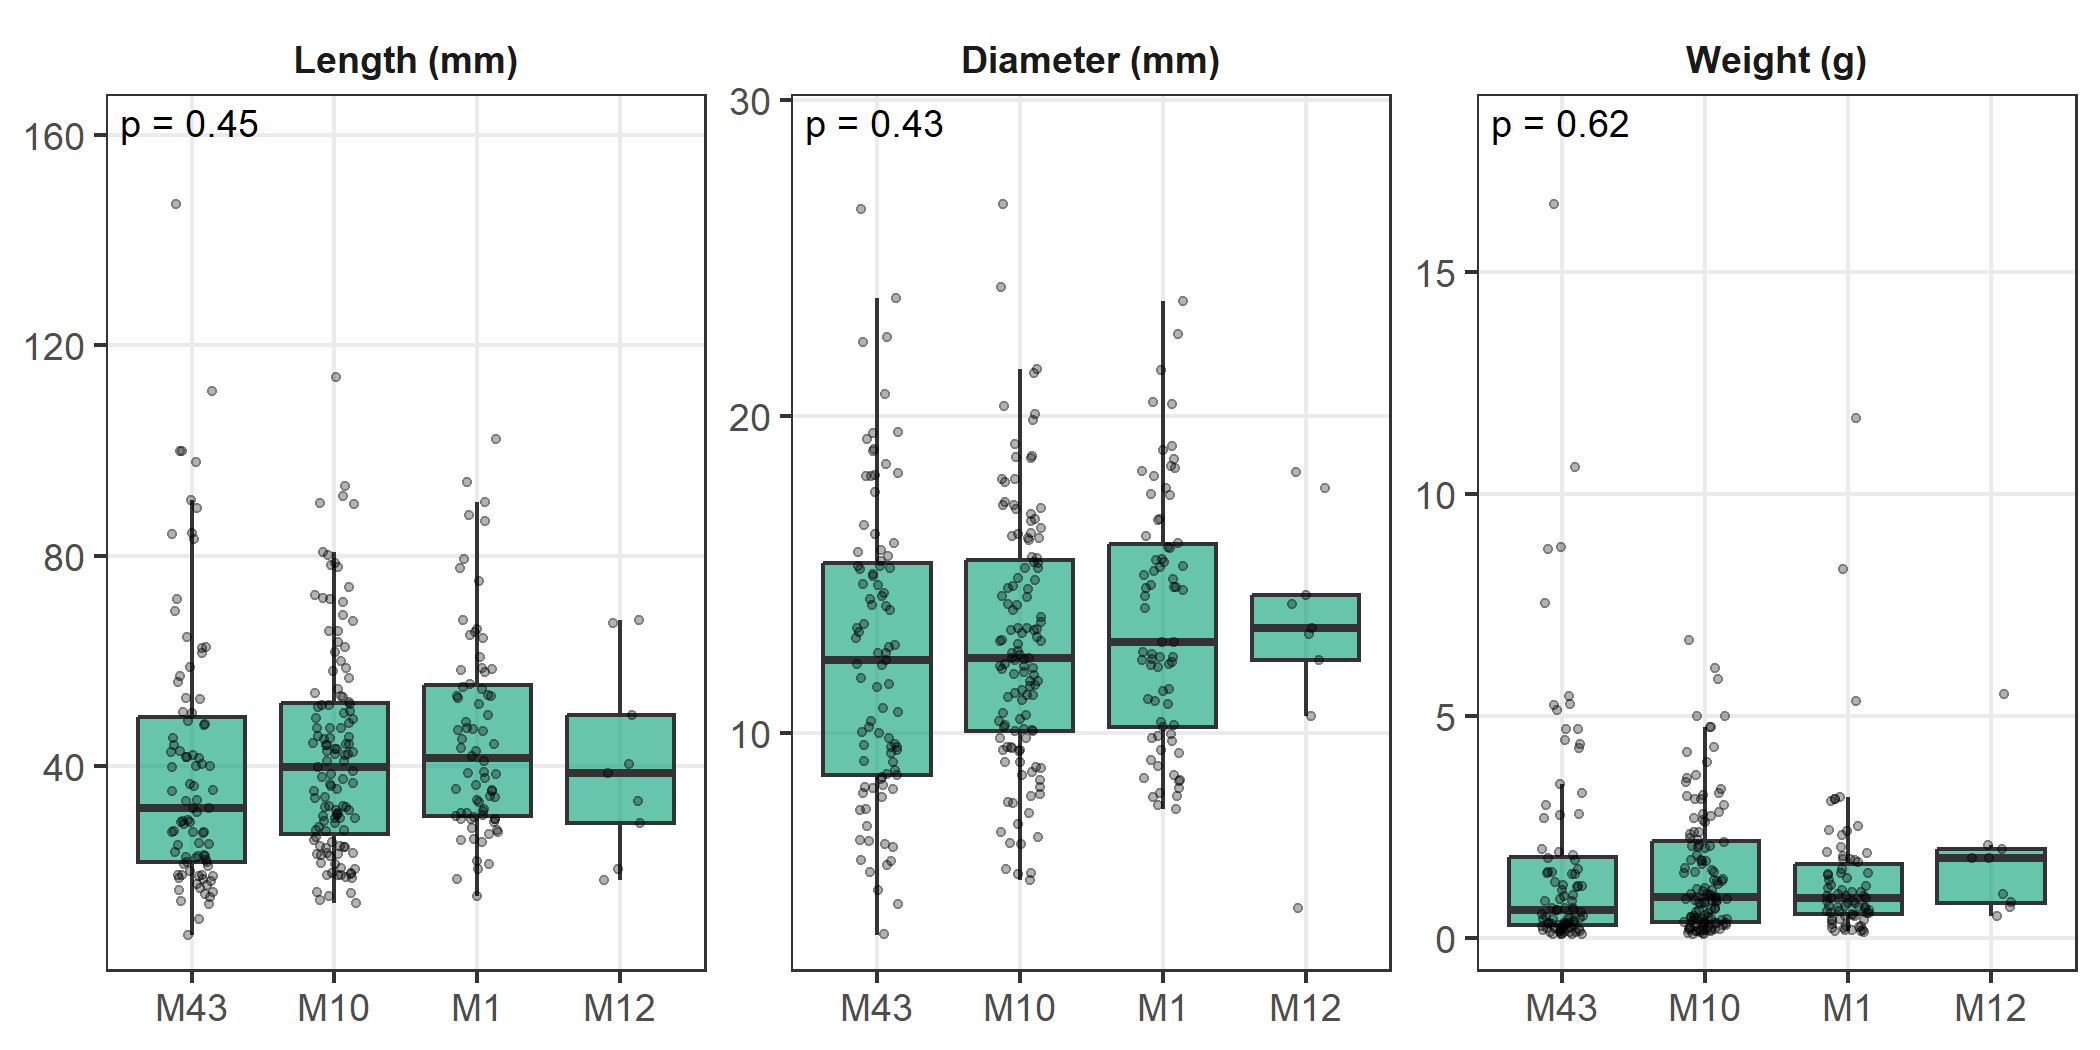 Length (mm)
Diameter (mm)
Weight (g)
p = 0.45
p = 0.43
p = 0.62
160
120
80
40
30
20
10
15
10
5
0
M43 M10 M1 M12
M43 M10 M1 M12
M43 M10 M1 M12